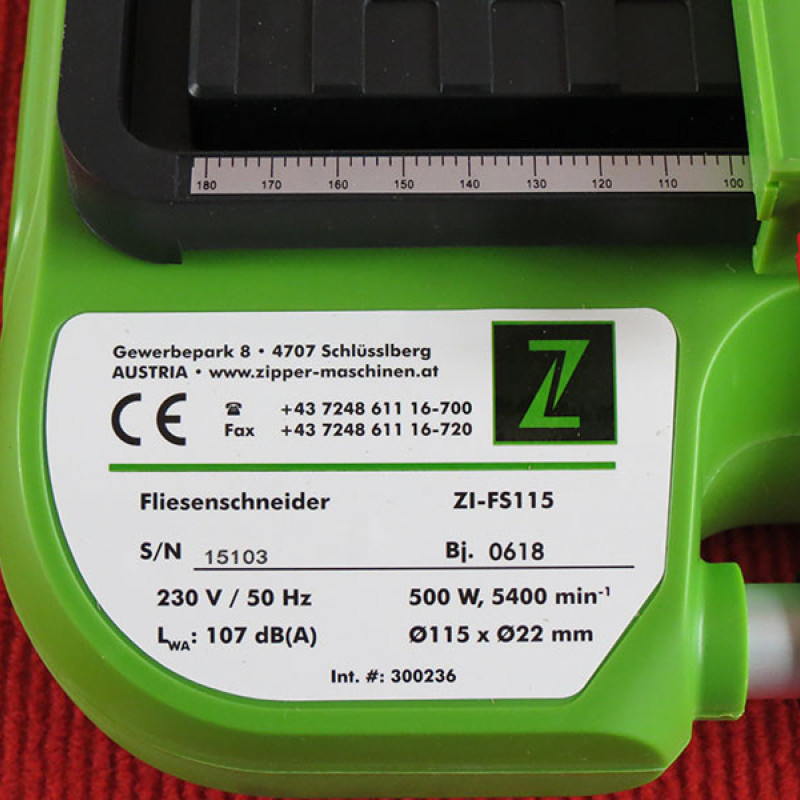 180 170 160 150 140 130 120 110 100
Gewerbepark 8 • 4707 Schlüsslberg
AUSTRIA • www.zipper-maschinen.at
CE ☎ +43 7248 611 16-700
Fax +43 7248 611 16-720
Z
Fliesenschneider ZI-FS115
S/N 15103 Bj. 0618
230 V / 50 Hz 500 W, 5400 min⁻¹
LWA: 107 dB(A) Ø115 x Ø22 mm
Int. #: 300236